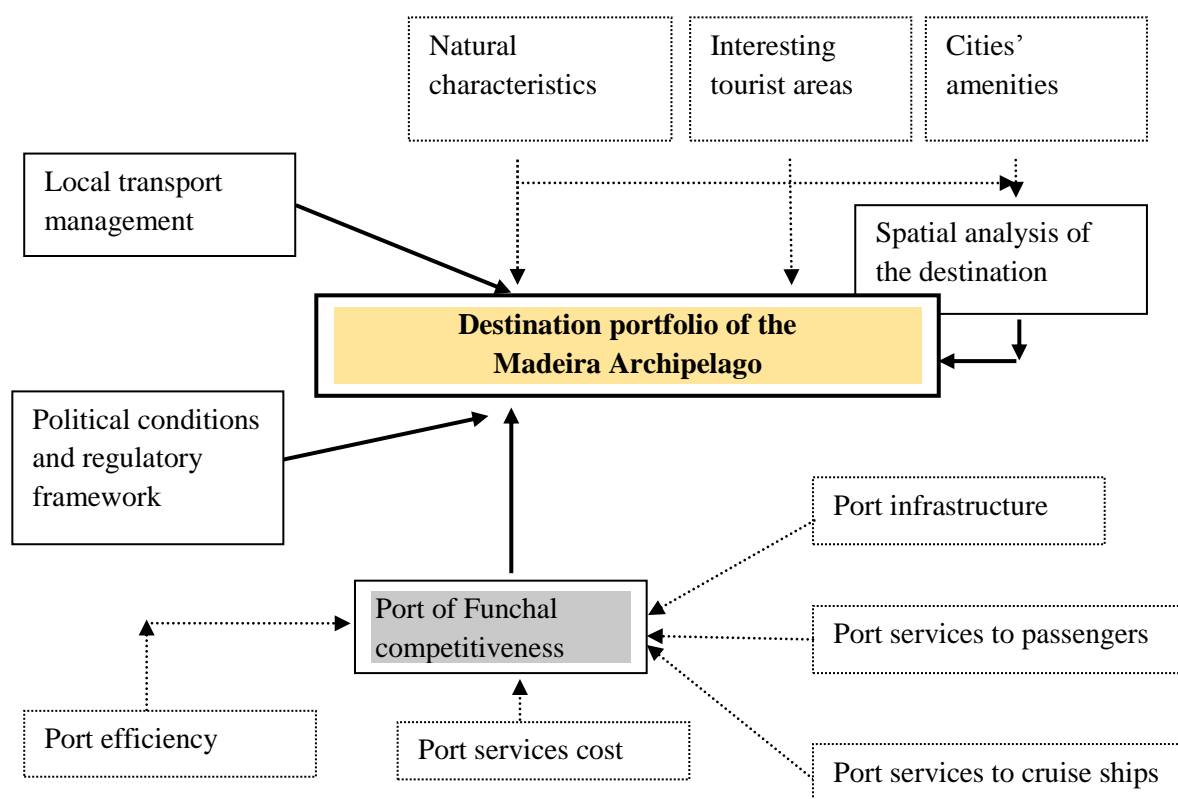 Natural
characteristics
Interesting
tourist areas
Cities’
amenities
Local transport
management
Spatial analysis of
the destination
Destination portfolio of the
Madeira Archipelago
Political conditions
and regulatory
framework
Port infrastructure
Port of Funchal
competitiveness
Port services to passengers
Port efficiency
Port services cost
Port services to cruise ships